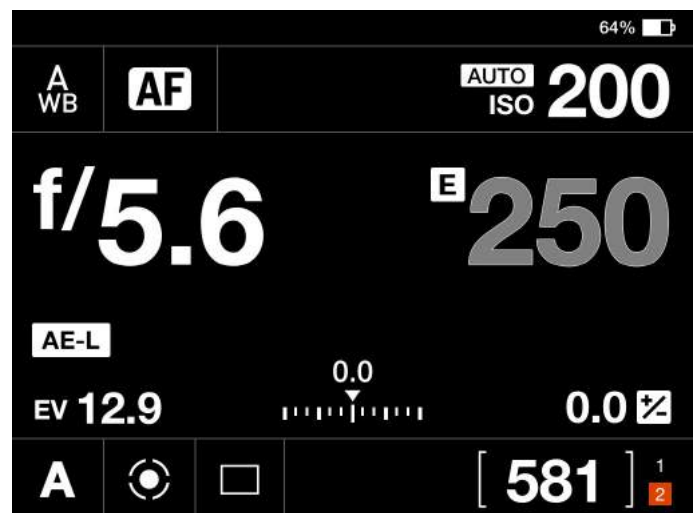 64%
A
WB
AF
AUTO
ISO
200
f/5.6
E
250
AE-L
0.0
EV 12.9
0.0 +/-
A
[ 581 ]
1
2